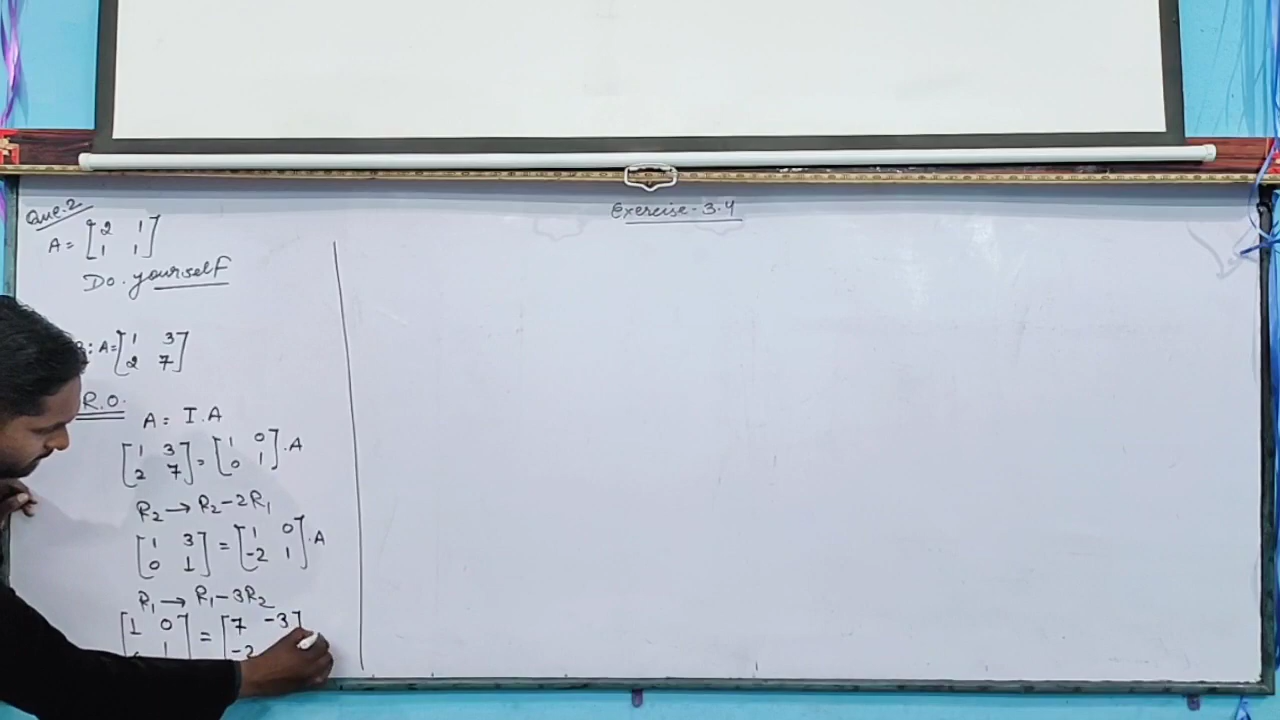 Exercise-3.4
Que.2
A= [2 1
1 1]
Do. yourself
: A= [1 3
2 7]
R.O.
A= I.A
[1 3
2 7] = [1 0
0 1].A
R₂ → R₂-2R₁
[1 3
0 1] = [1 0
-2 1].A
R₁ → R₁-3R₂
[1 0
1] = [7 -3
-2